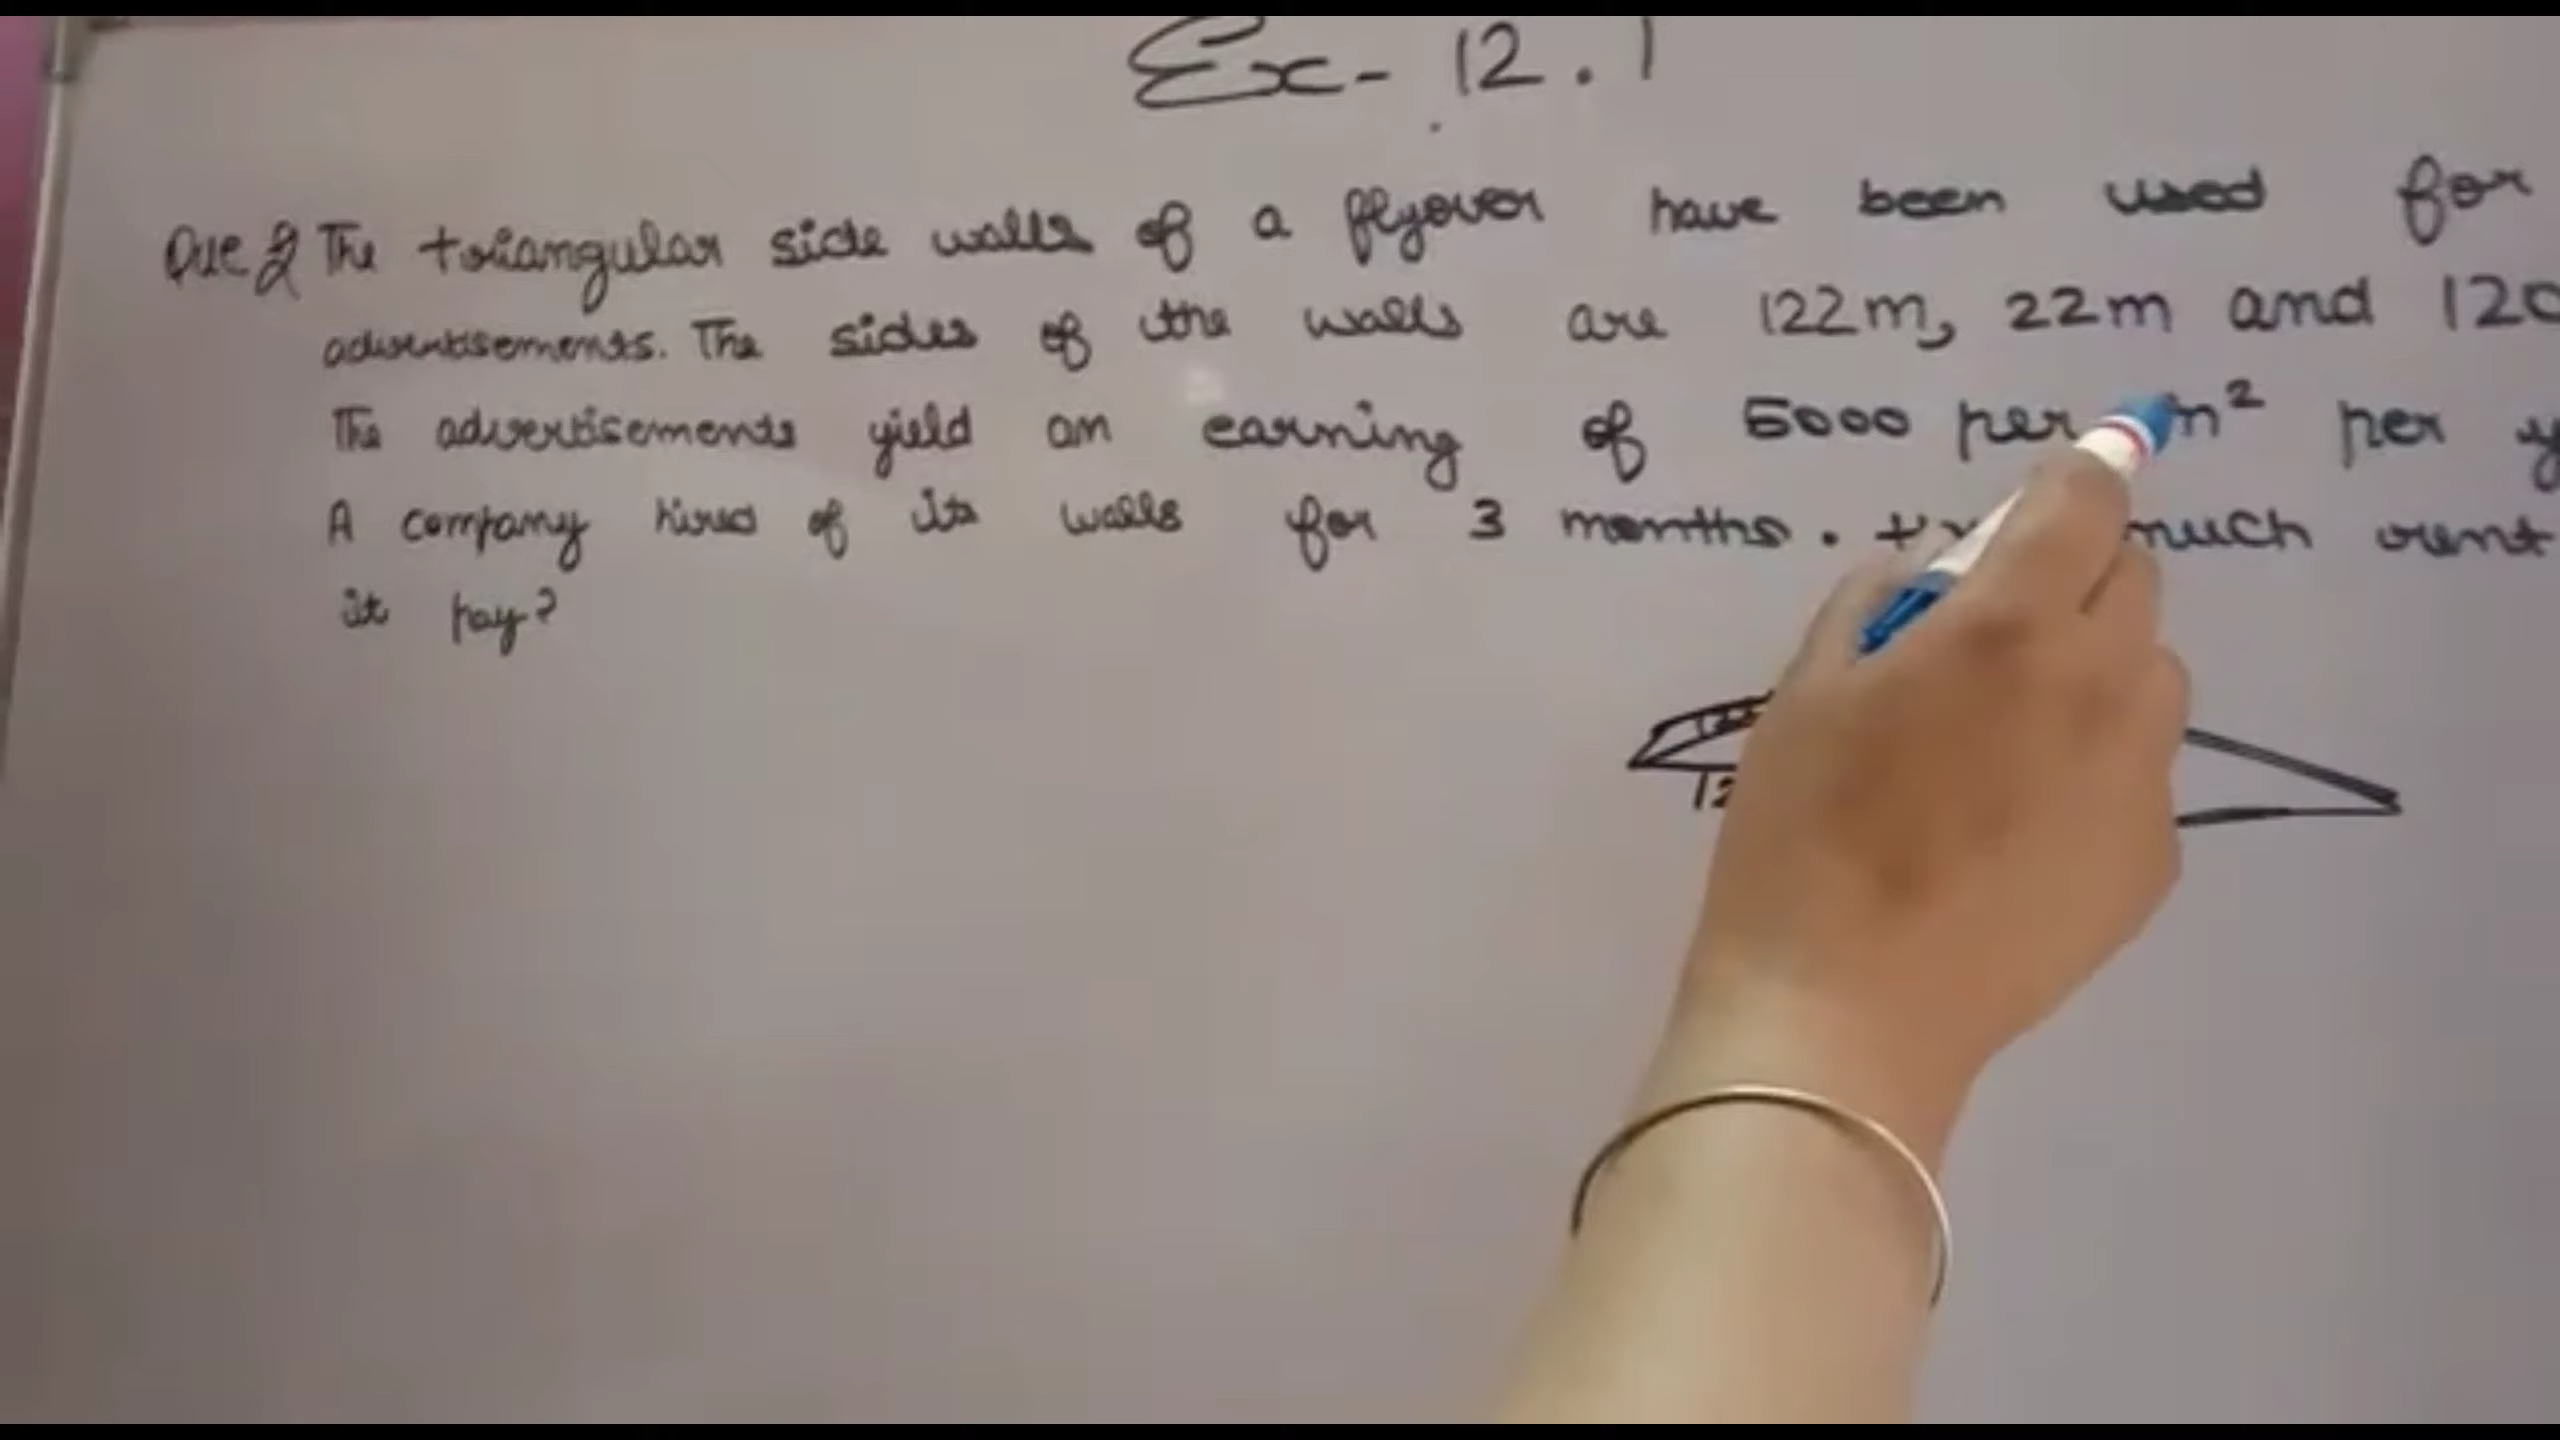 Ex- 12.1
Que 2 The triangular side walls of a flyover have been used for
advertisements. The sides of the walls are 122m, 22m and 120
The advertisements yield an earning of 5000 per m² per y
A company hired of its walls for 3 months. much rent
it pay?